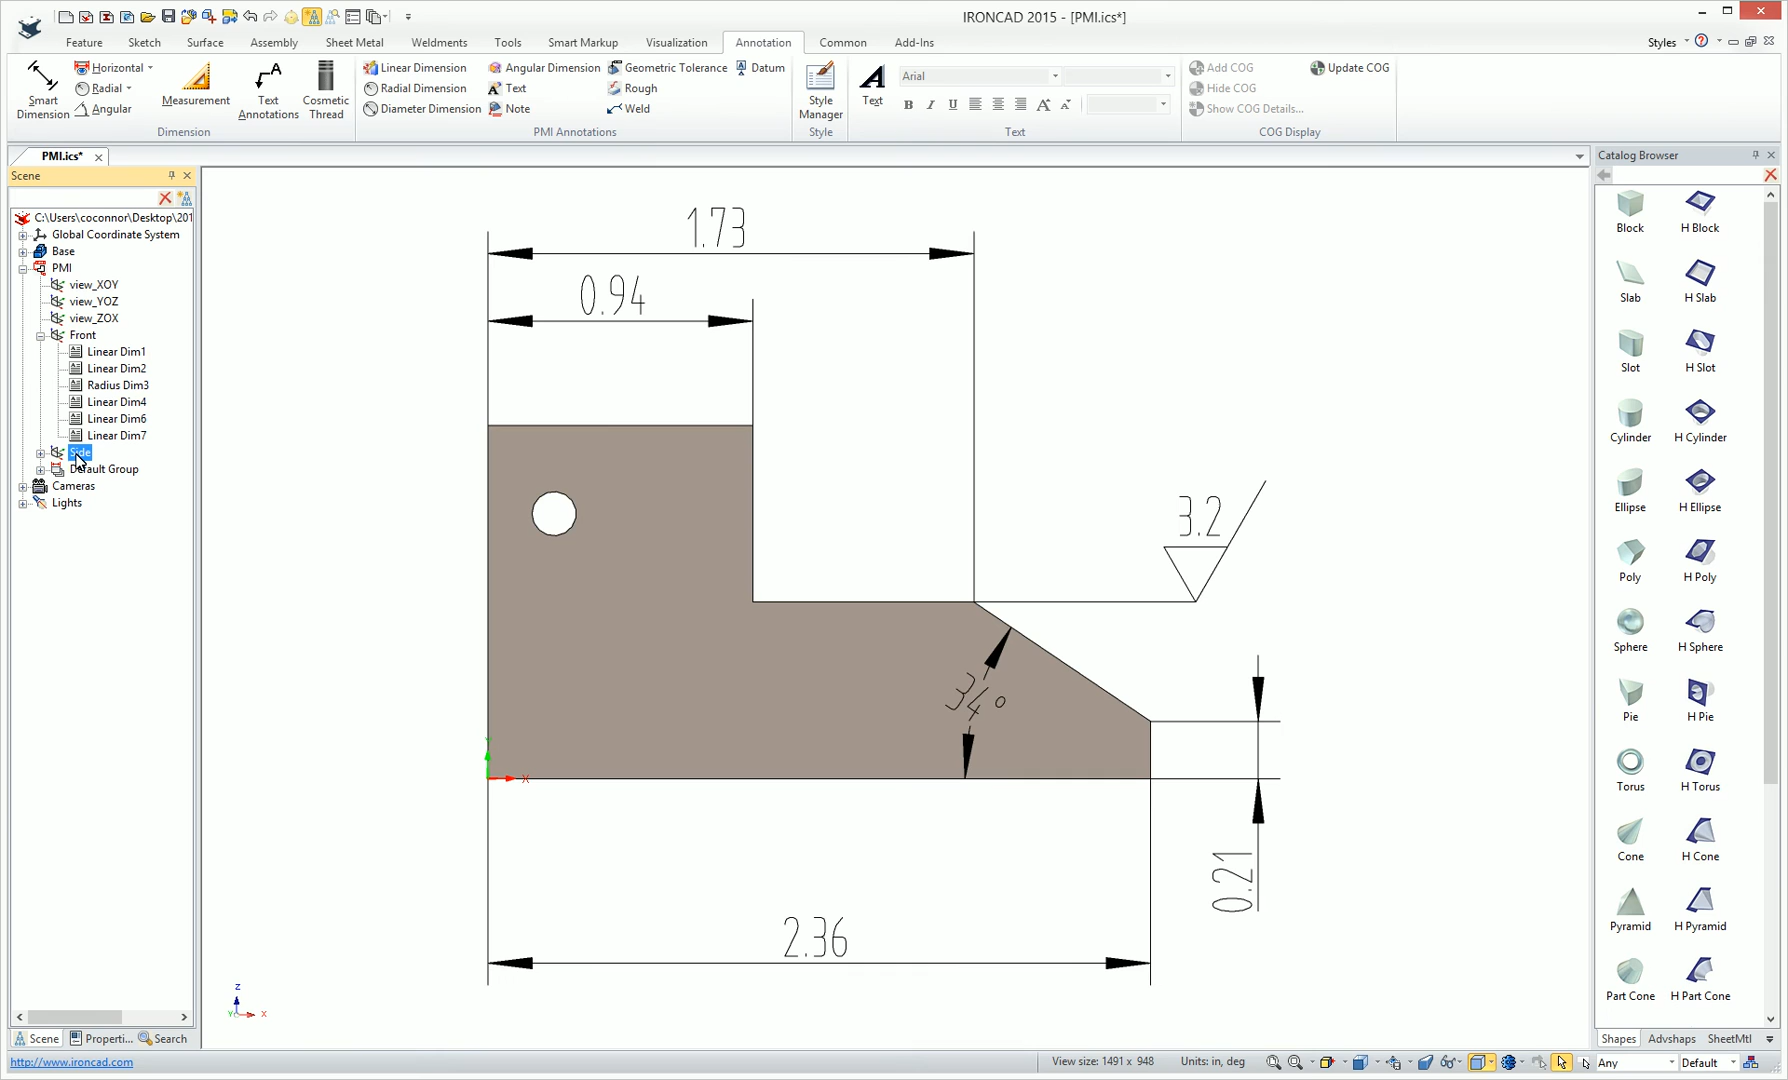 IRONCAD 2015 - [PMI.ics*]
Feature Sketch Surface Assembly Sheet Metal Weldments Tools Smart Markup Visualization Annotation Common Add-Ins Styles
Smart Dimension
Horizontal
Radial
Angular
Measurement
Text Annotations
Cosmetic Thread
Dimension
Linear Dimension
Radial Dimension
Diameter Dimension
Angular Dimension
Text
Note
Geometric Tolerance
Rough
Weld
Datum
PMI Annotations
Style Manager
Style
Text
Arial
B I U
Text
Add COG
Hide COG
Show COG Details...
Update COG
COG Display
PMI.ics*
Scene
C:\Users\coconnor\Desktop\201
Global Coordinate System
Base
PMI
view_XOY
view_YOZ
view_ZOX
Front
Linear Dim1
Linear Dim2
Radius Dim3
Linear Dim4
Linear Dim6
Linear Dim7
Side
Default Group
Cameras
Lights
1.73
0.94
3.2
34°
0.21
2.36
Y
X
Z
Y
X
Catalog Browser
Block H Block
Slab H Slab
Slot H Slot
Cylinder H Cylinder
Ellipse H Ellipse
Poly H Poly
Sphere H Sphere
Pie H Pie
Torus H Torus
Cone H Cone
Pyramid H Pyramid
Part Cone H Part Cone
Scene Properti... Search
Shapes Advshaps SheetMtl
http://www.ironcad.com
View size: 1491 x 948 Units: in, deg Any Default